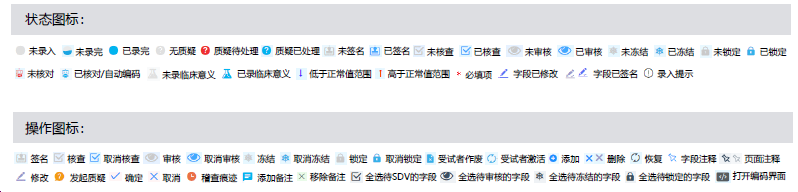 状态图标：
未录入 未录完 已录完 无质疑 质疑待处理 质疑已处理 未签名 已签名 未核查 已核查 未审核 已审核 未冻结 已冻结 未锁定 已锁定
未核对 已核对/自动编码 未录临床意义 已录临床意义 低于正常值范围 高于正常值范围 * 必填项 字段已修改 字段已签名 录入提示
操作图标：
签名 核查 取消核查 审核 取消审核 冻结 取消冻结 锁定 取消锁定 受试者作废 受试者激活 添加 删除 恢复 字段注释 页面注释
修改 发起质疑 确定 取消 稽查痕迹 添加备注 移除备注 全选待SDV的字段 全选待审核的字段 全选待冻结的字段 全选待锁定的字段 打开编码界面